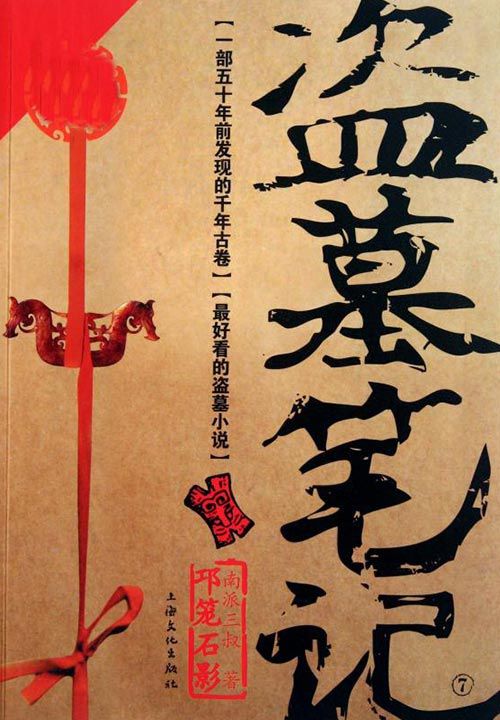 盗墓笔记
⑦
【一部五十年前发现的千年古卷】【最好看的盗墓小说】
南派三叔 著
邛笼石影
上海文化出版社